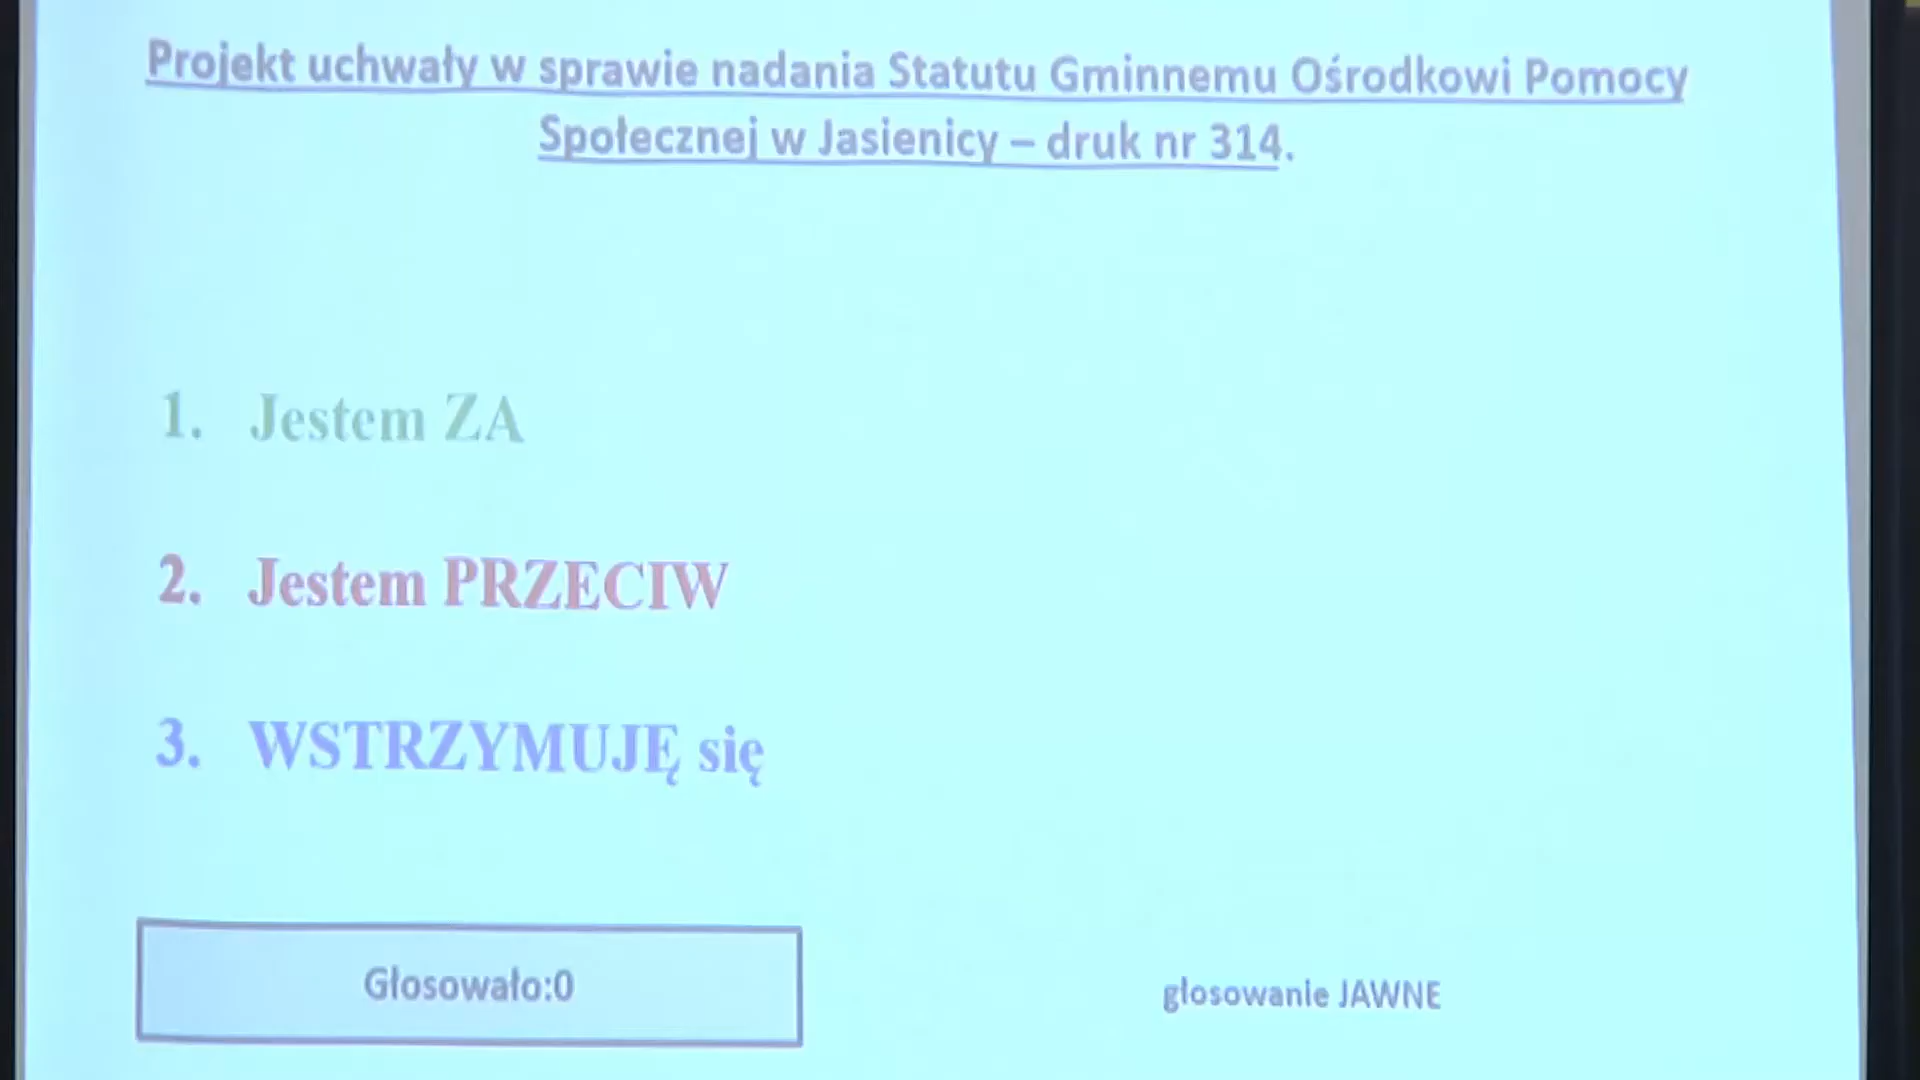 Projekt uchwały w sprawie nadania Statutu Gminnemu Ośrodkowi Pomocy
Społecznej w Jasienicy – druk nr 314.
1. Jestem ZA
2. Jestem PRZECIW
3. WSTRZYMUJĘ się
Głosowało:0
głosowanie JAWNE